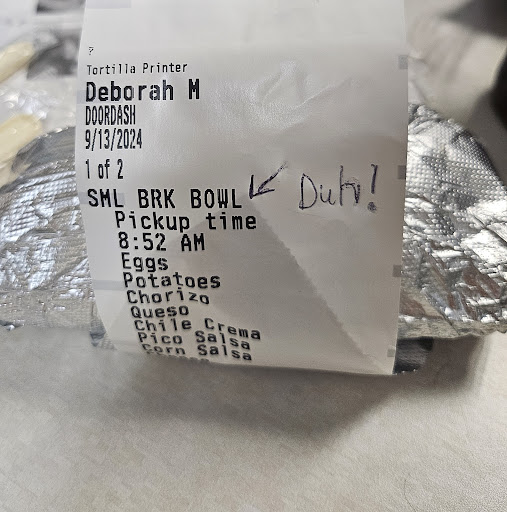 ?
Tortilla Printer
Deborah M
DOORDASH
9/13/2024
1 of 2
SML BRK BOWL ↙ Duh!
Pickup time
8:52 AM
Eggs
Potatoes
Chorizo
Queso
Chile Crema
Pico Salsa
Corn Salsa